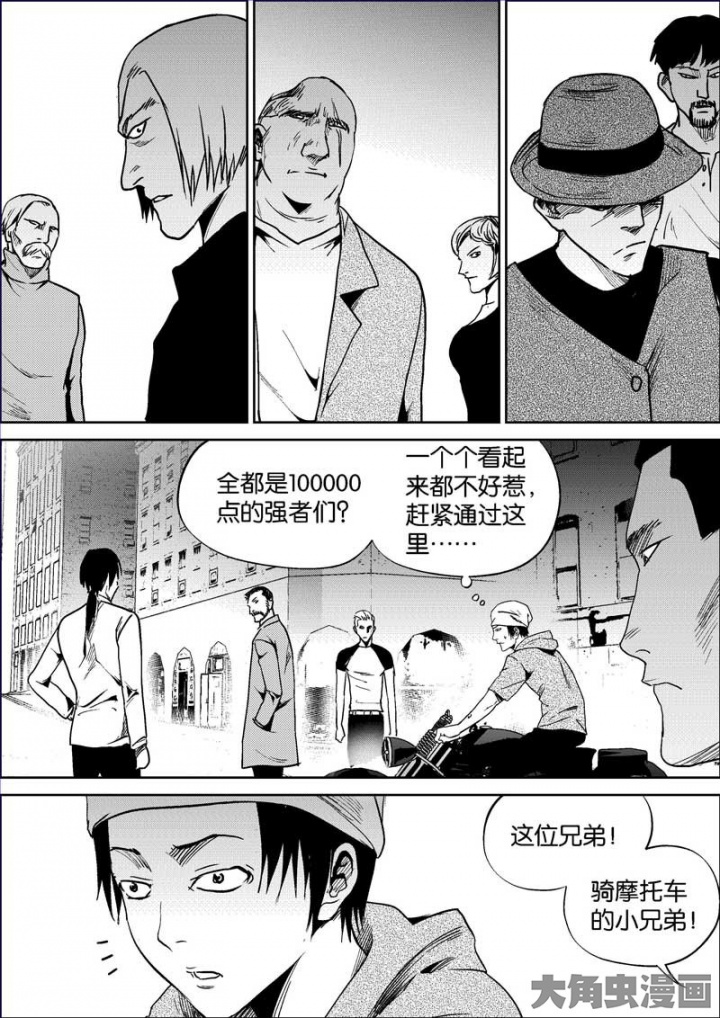 全都是100000
点的强者们？
一个个看起
来都不好惹，
赶紧通过这
里……
这位兄弟！
骑摩托车
的小兄弟！
大角虫漫画